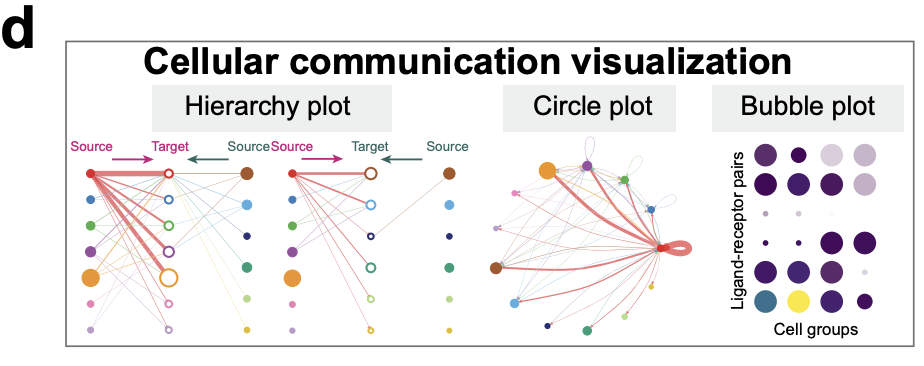 d
Cellular communication visualization
Hierarchy plot
Circle plot
Bubble plot
Source Target Source Source Target Source
Ligand-receptor pairs
Cell groups